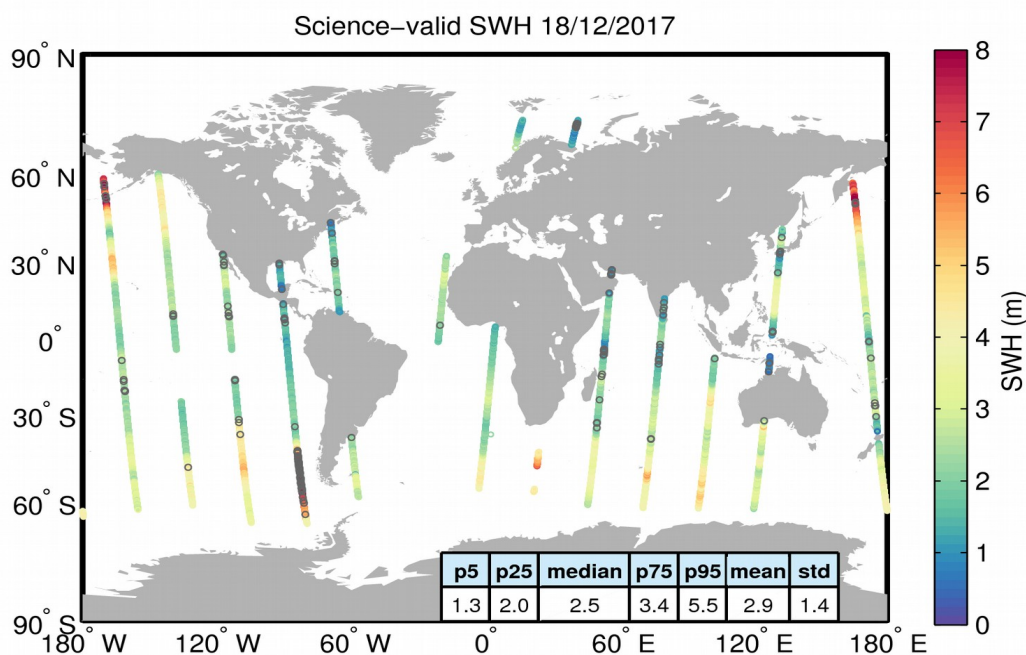 Science−valid SWH 18/12/2017
90° N
60° N
30° N
0°
30° S
60° S
90° S
180° W
120° W
60° W
0°
60° E
120° E
180° E
p5 p25 median p75 p95 mean std
1.3 2.0 2.5 3.4 5.5 2.9 1.4
8
7
6
5
4
3
2
1
0
SWH (m)